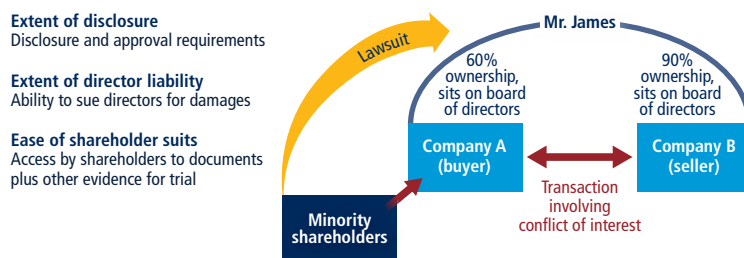 Extent of disclosure
Disclosure and approval requirements
Extent of director liability
Ability to sue directors for damages
Ease of shareholder suits
Access by shareholders to documents
plus other evidence for trial
Lawsuit
Mr. James
60%
ownership,
sits on board
of directors
90%
ownership,
sits on board
of directors
Company A
(buyer)
Company B
(seller)
Transaction
involving
conflict of interest
Minority
shareholders